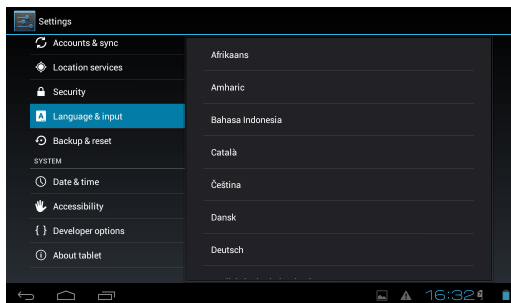 Settings
Accounts & sync
Location services
Security
Language & input
Backup & reset
SYSTEM
Date & time
Accessibility
Developer options
About tablet
Afrikaans
Amharic
Bahasa Indonesia
Català
Čeština
Dansk
Deutsch
16:32